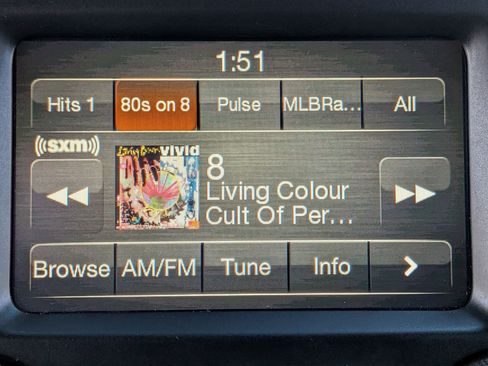 1:51
Hits 1 80s on 8 Pulse MLBRa... All
((sxm))
Living Colour vivid
8
Living Colour
Cult Of Per...
Browse AM/FM Tune Info